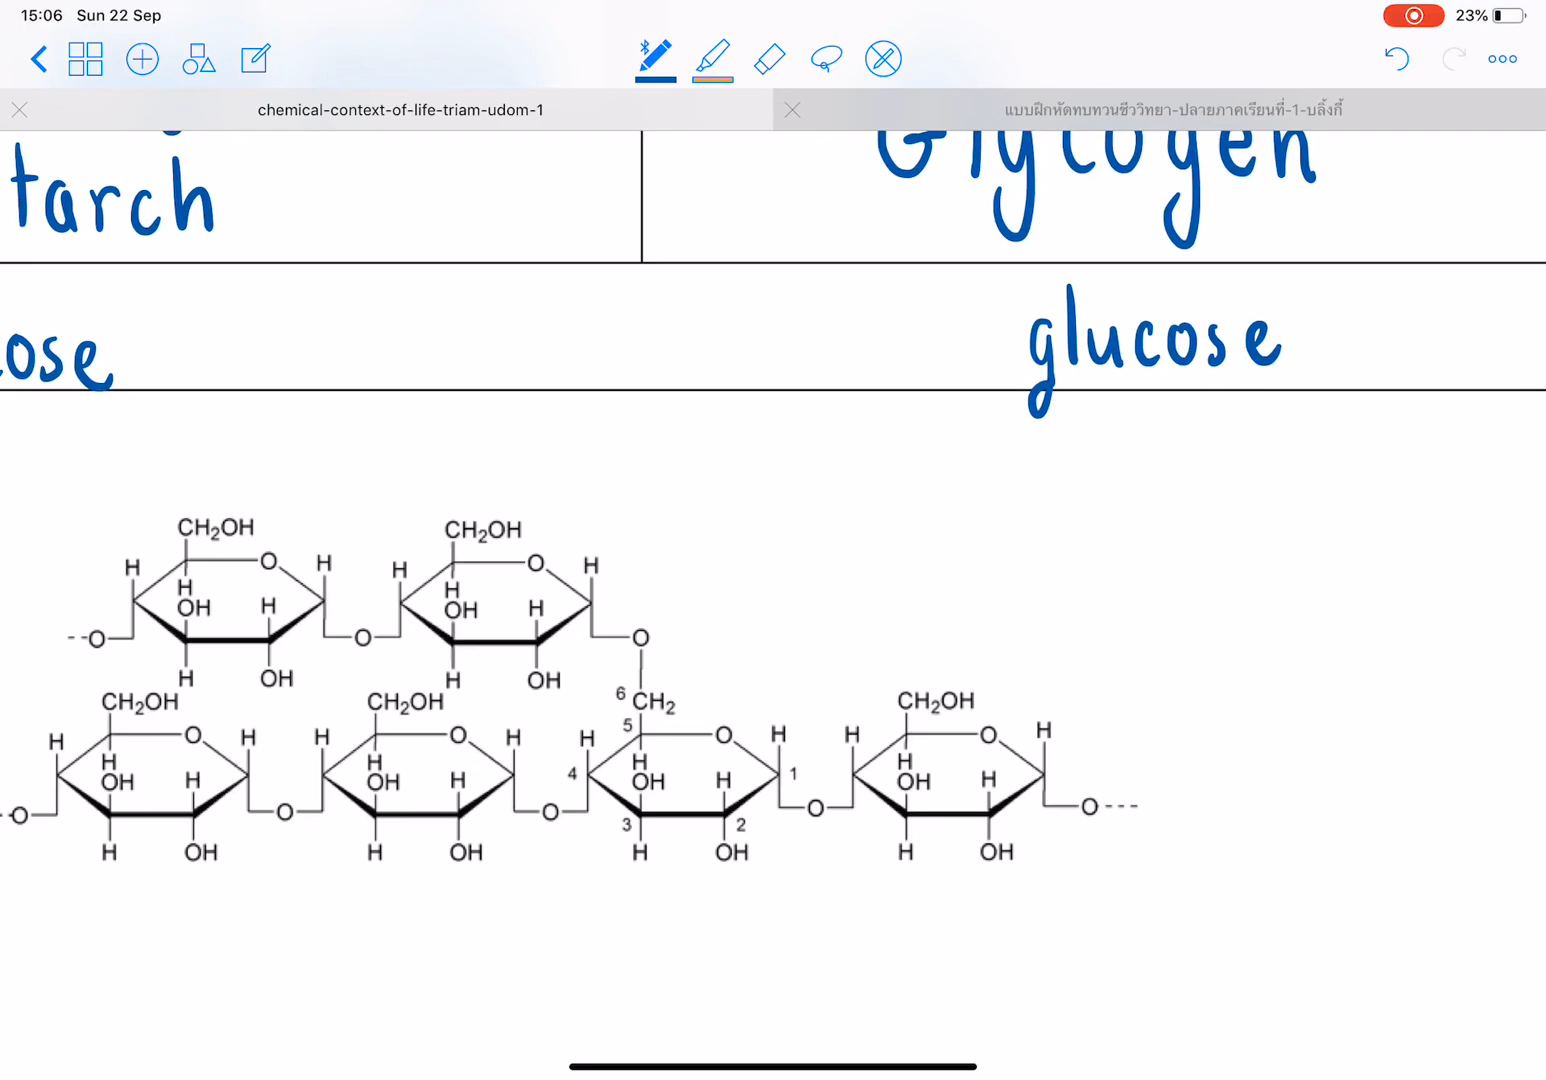 15:06 Sun 22 Sep 23%
chemical-context-of-life-triam-udom-1
แบบฝึกหัดทบทวนชีววิทยา-ปลายภาคเรียนที่-1-บลิ้งกี้
tarch Glycogen
ose glucose
CH₂OH CH₂OH
H O H H O H
H H
OH H OH H
--O O O
H OH H OH
CH₂OH CH₂OH 6 CH₂ CH₂OH
H O H H O H H 5 O H H O H
H H 4 H 1 H
OH H OH H OH H OH H
-O O O O O---
3 2
H OH H OH H OH H OH